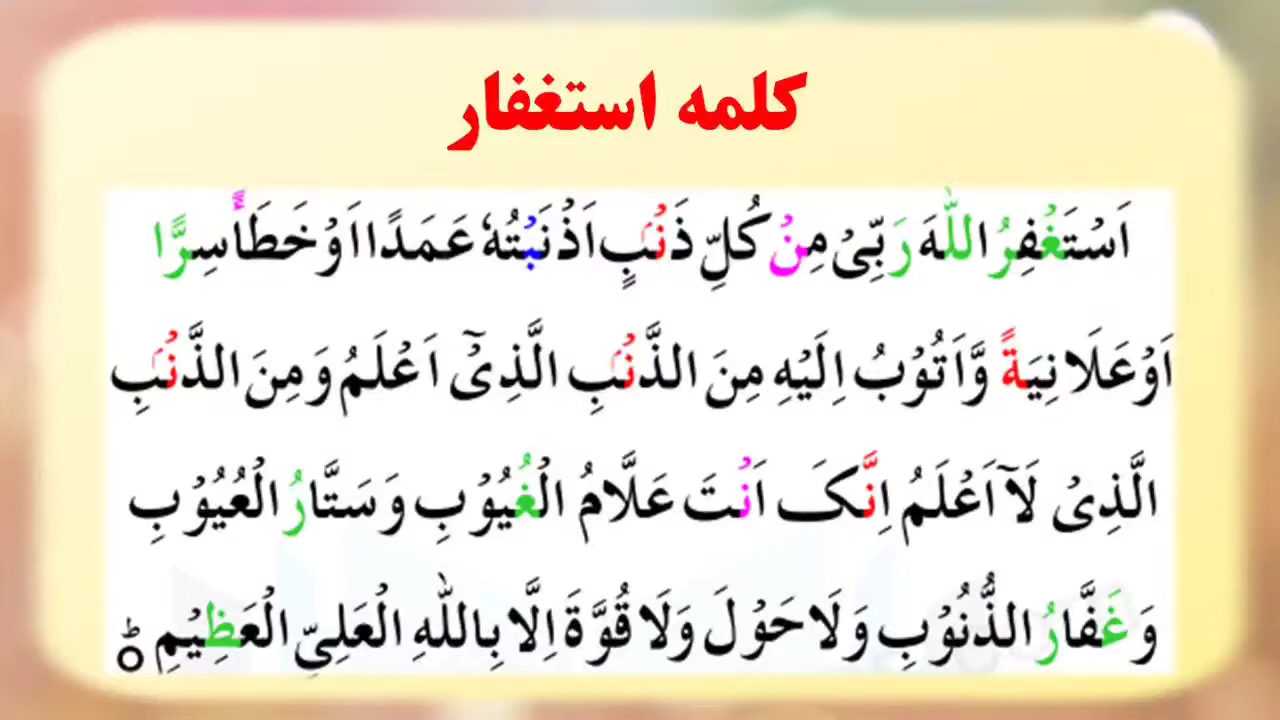 کلمہ استغفار
اَسْتَغْفِرُ اللّٰهَ رَبِّیْ مِنْ کُلِّ ذَنْۢبٍ اَذْنَبْتُهٗ عَمَدًا اَوْ خَطَأً سِرًّا
اَوْ عَلَانِیَةً وَّاَتُوْبُ اِلَیْهِ مِنَ الذَّنْۢبِ الَّذِیْٓ اَعْلَمُ وَمِنَ الذَّنْۢبِ
الَّذِیْ لَآ اَعْلَمُ اِنَّکَ اَنْتَ عَلَّامُ الْغُیُوْبِ وَسَتَّارُ الْعُیُوْبِ
وَغَفَّارُ الذُّنُوْبِ وَلَا حَوْلَ وَلَا قُوَّةَ اِلَّا بِاللّٰهِ الْعَلِیِّ الْعَظِیْمِ ؕ